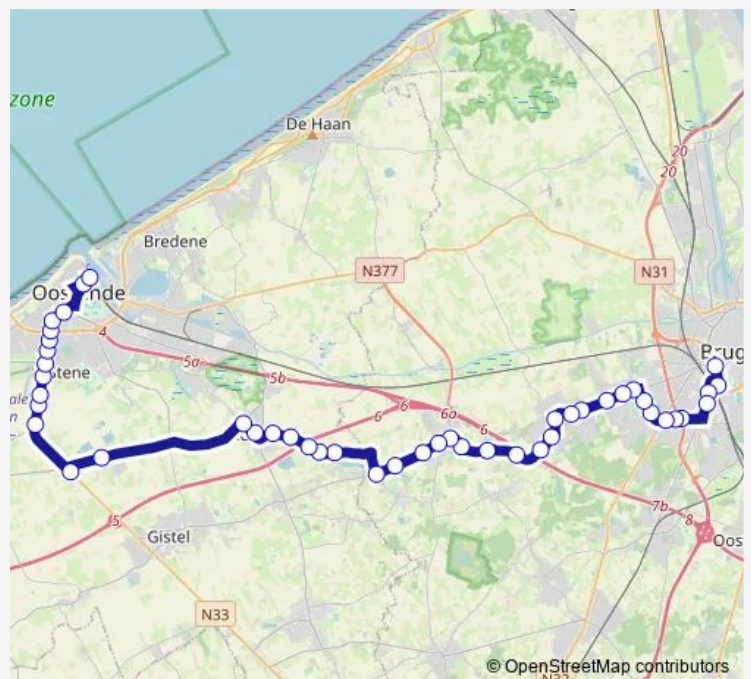 zone
De Haan
20
20
Bredene
N377
N31
Oostende
4
5a
Brug
5b
6
6
6a
6
5
Gistel
7b
8
Oos
N33
© OpenStreetMap contributors